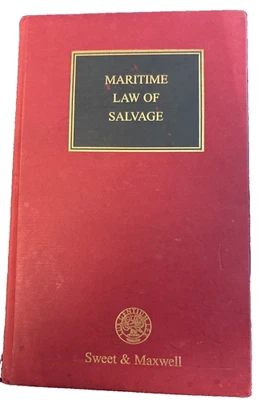 MARITIME
LAW OF
SALVAGE
Sweet & Maxwell